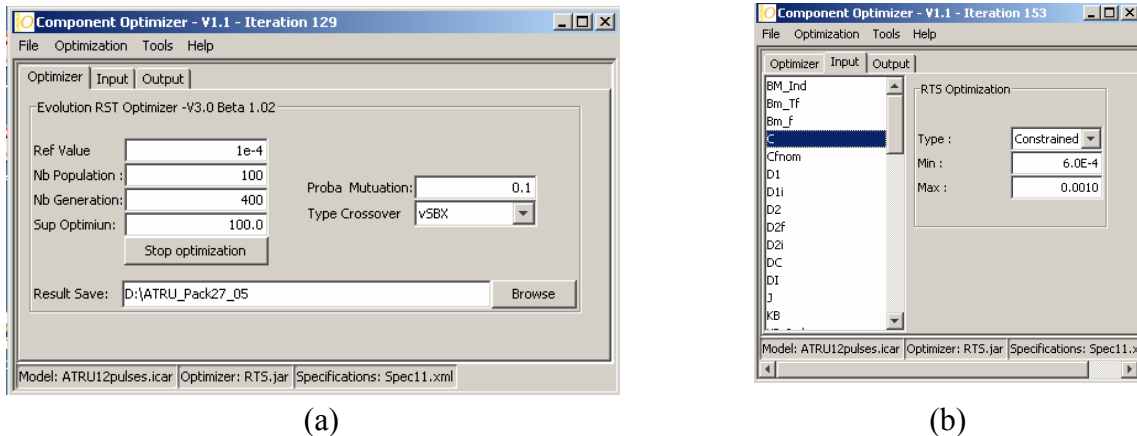 Component Optimizer - V1.1 - Iteration 129
File Optimization Tools Help
Optimizer Input Output
Evolution RST Optimizer -V3.0 Beta 1.02
Ref Value 1e-4
Nb Population : 100
Nb Generation: 400
Sup Optimiun: 100.0
Proba Mutuation: 0.1
Type Crossover vSBX
Stop optimization
Result Save: D:\ATRU_Pack27_05 Browse
Model: ATRU12pulses.icar Optimizer: RTS.jar Specifications: Spec11.xml
(a)
Component Optimizer - V1.1 - Iteration 153
File Optimization Tools Help
Optimizer Input Output
BM_Ind
Bm_Tf
Bm_f
C
Cfnom
D1
D1i
D2
D2f
D2i
DC
DI
J
KB
RTS Optimization
Type : Constrained
Min : 6.0E-4
Max : 0.0010
Model: ATRU12pulses.icar Optimizer: RTS.jar Specifications: Spec11.x
(b)